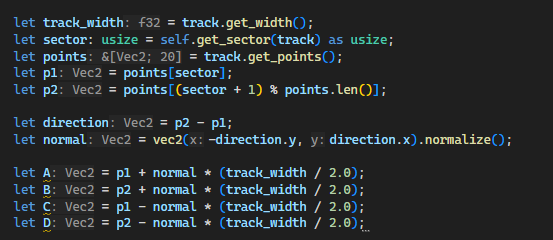 let track_width: f32 = track.get_width();
let sector: usize = self.get_sector(track) as usize;
let points: &[Vec2; 20] = track.get_points();
let p1: Vec2 = points[sector];
let p2: Vec2 = points[(sector + 1) % points.len()];
let direction: Vec2 = p2 - p1;
let normal: Vec2 = vec2(x: -direction.y, y: direction.x).normalize();
let A: Vec2 = p1 + normal * (track_width / 2.0);
let B: Vec2 = p2 + normal * (track_width / 2.0);
let C: Vec2 = p1 - normal * (track_width / 2.0);
let D: Vec2 = p2 - normal * (track_width / 2.0);